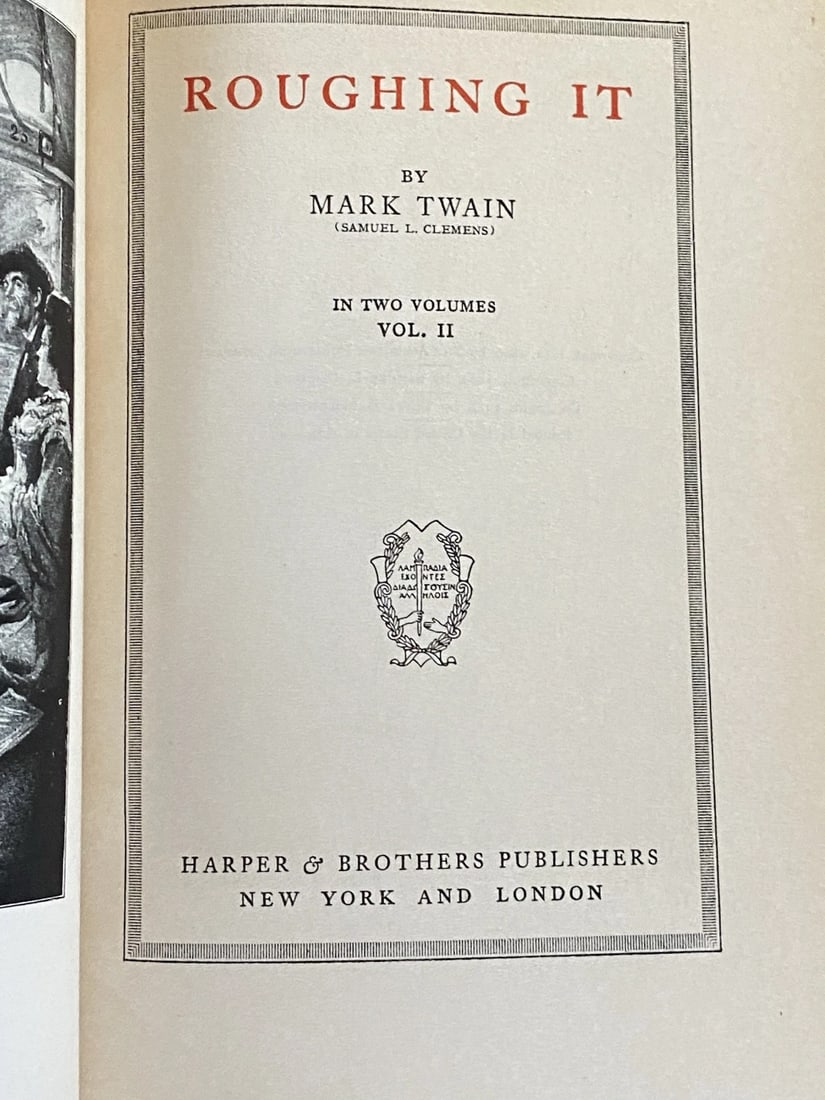 25
ROUGHING IT
BY
MARK TWAIN
(SAMUEL L. CLEMENS)
IN TWO VOLUMES
VOL. II
ΛΑΜΠΑΔΙΑ
ΕΧΟΝΤΕΣ
ΔΙΑΔΩΣΟΥΣΙΝ
ΑΛΛΗΛΟΙΣ
HARPER & BROTHERS PUBLISHERS
NEW YORK AND LONDON